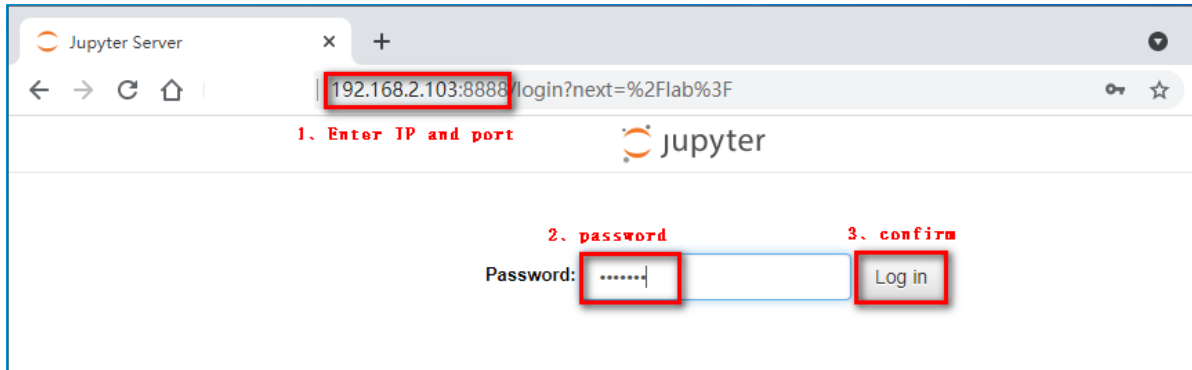 Jupyter Server
192.168.2.103:8888/login?next=%2Flab%3F
1、Enter IP and port
jupyter
2、password
3、confirm
Password: ·······
Log in